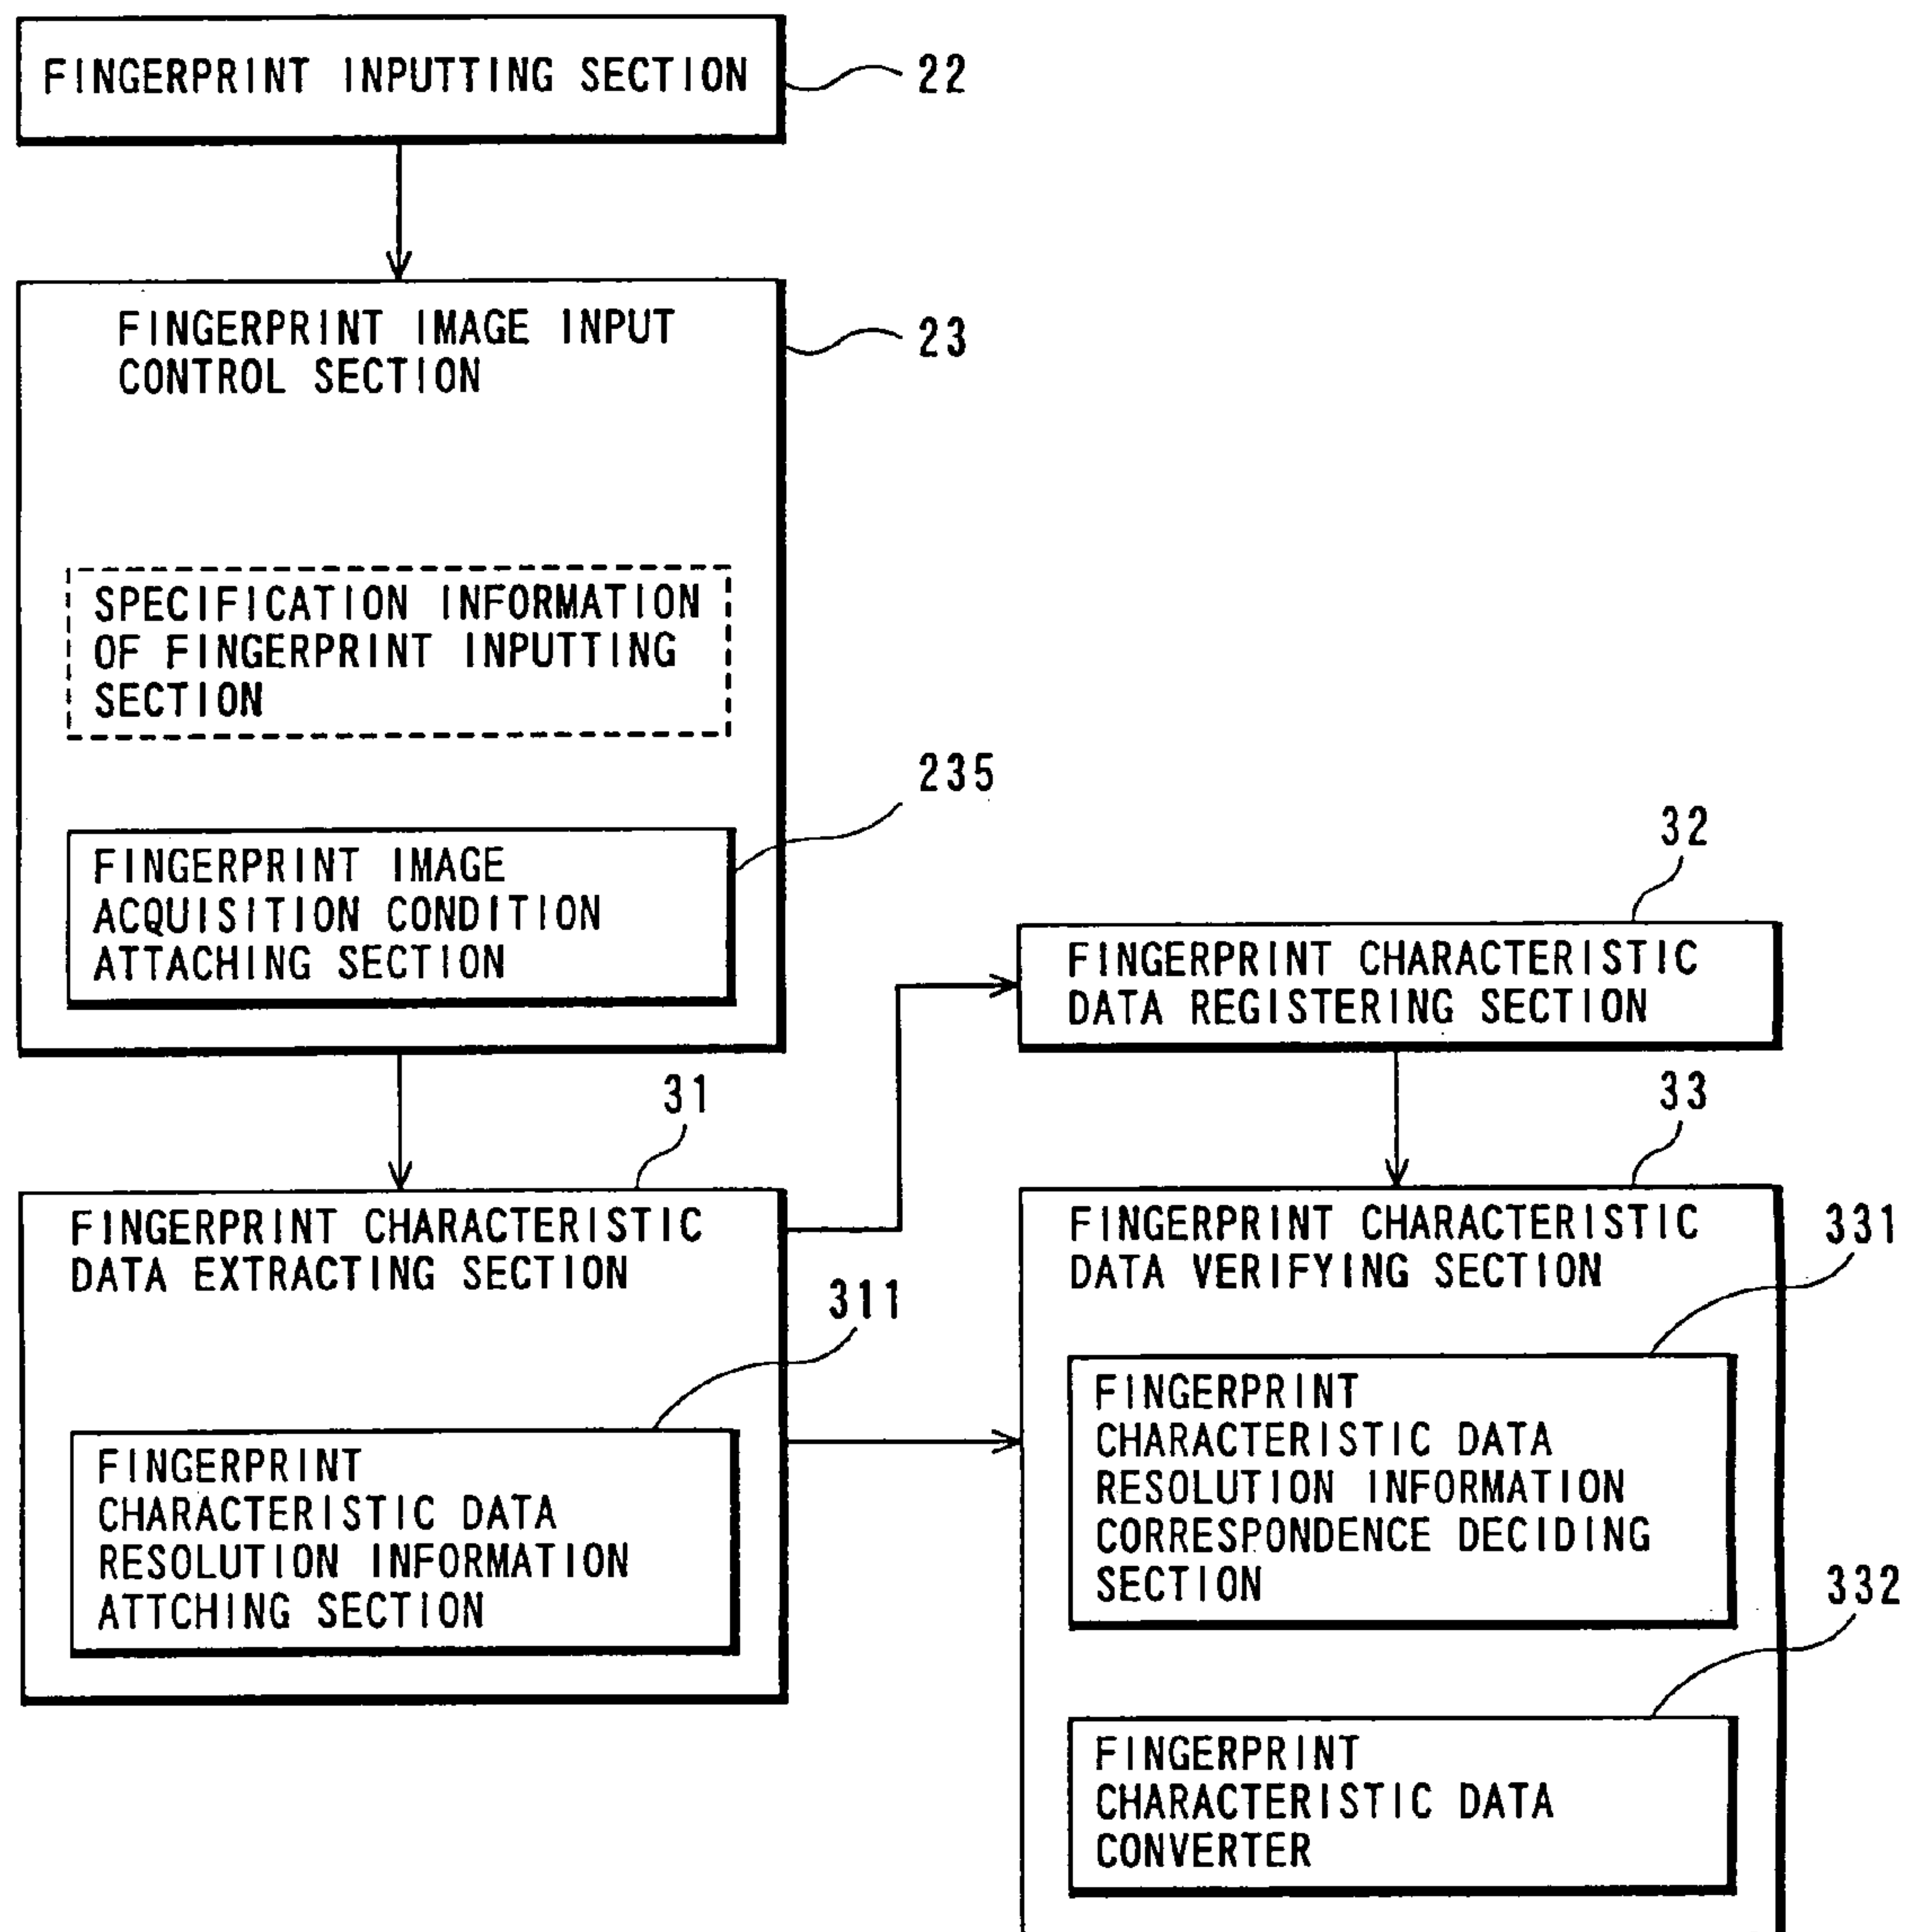 FINGERPRINT INPUTTING SECTION
22
FINGERPRINT IMAGE INPUT
CONTROL SECTION
23
SPECIFICATION INFORMATION
OF FINGERPRINT INPUTTING
SECTION
235
FINGERPRINT IMAGE
ACQUISITION CONDITION
ATTACHING SECTION
32
FINGERPRINT CHARACTERISTIC
DATA REGISTERING SECTION
31
FINGERPRINT CHARACTERISTIC
DATA EXTRACTING SECTION
311
FINGERPRINT
CHARACTERISTIC DATA
RESOLUTION INFORMATION
ATTCHING SECTION
33
FINGERPRINT CHARACTERISTIC
DATA VERIFYING SECTION
331
FINGERPRINT
CHARACTERISTIC DATA
RESOLUTION INFORMATION
CORRESPONDENCE DECIDING
SECTION
332
FINGERPRINT
CHARACTERISTIC DATA
CONVERTER